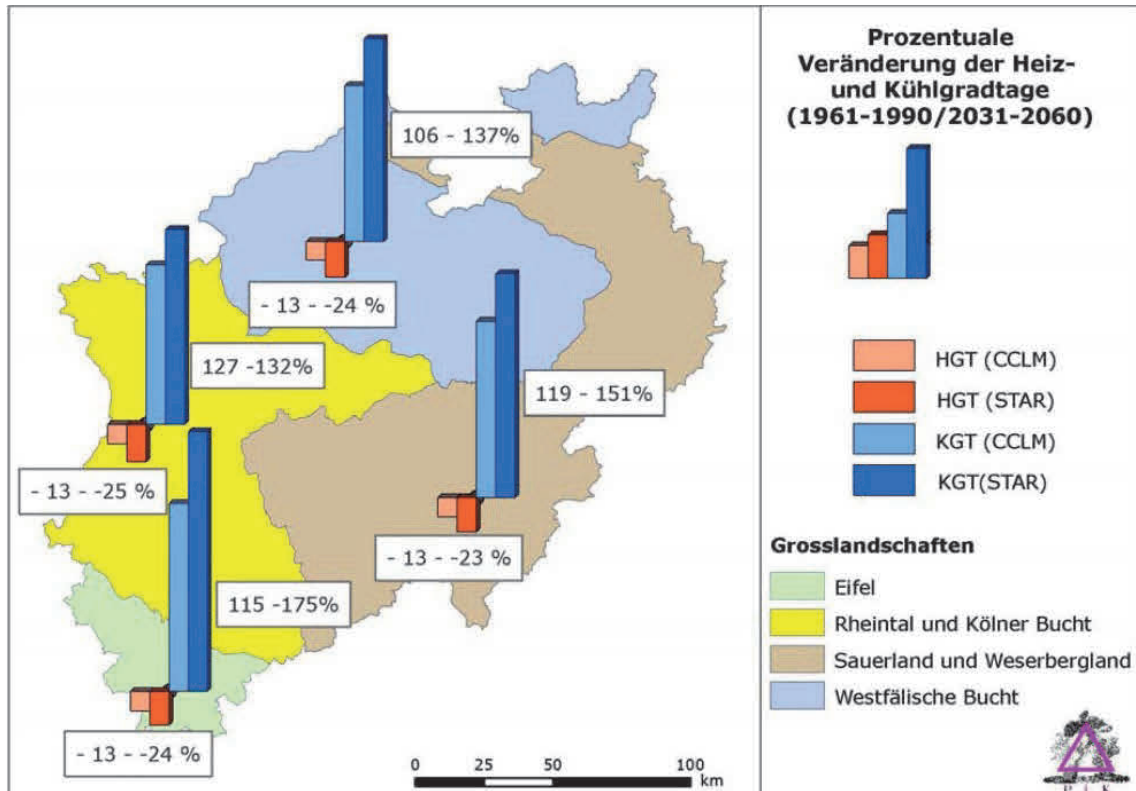 106 - 137%
- 13 - -24 %
127 -132%
119 - 151%
- 13 - -25 %
- 13 - -23 %
115 -175%
- 13 - -24 %
0 25 50 100
km
Prozentuale
Veränderung der Heiz-
und Kühlgradtage
(1961-1990/2031-2060)
HGT (CCLM)
HGT (STAR)
KGT (CCLM)
KGT(STAR)
Grosslandschaften
Eifel
Rheintal und Kölner Bucht
Sauerland und Weserbergland
Westfälische Bucht